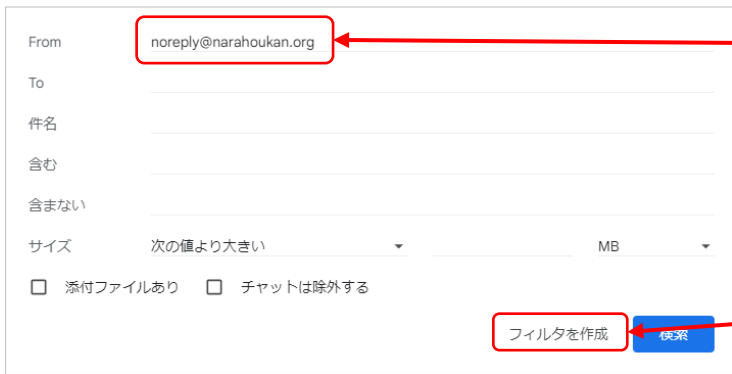 From noreply@narahoukan.org
To
件名
含む
含まない
サイズ 次の値より大きい MB
添付ファイルあり チャットは除外する
フィルタを作成 検索